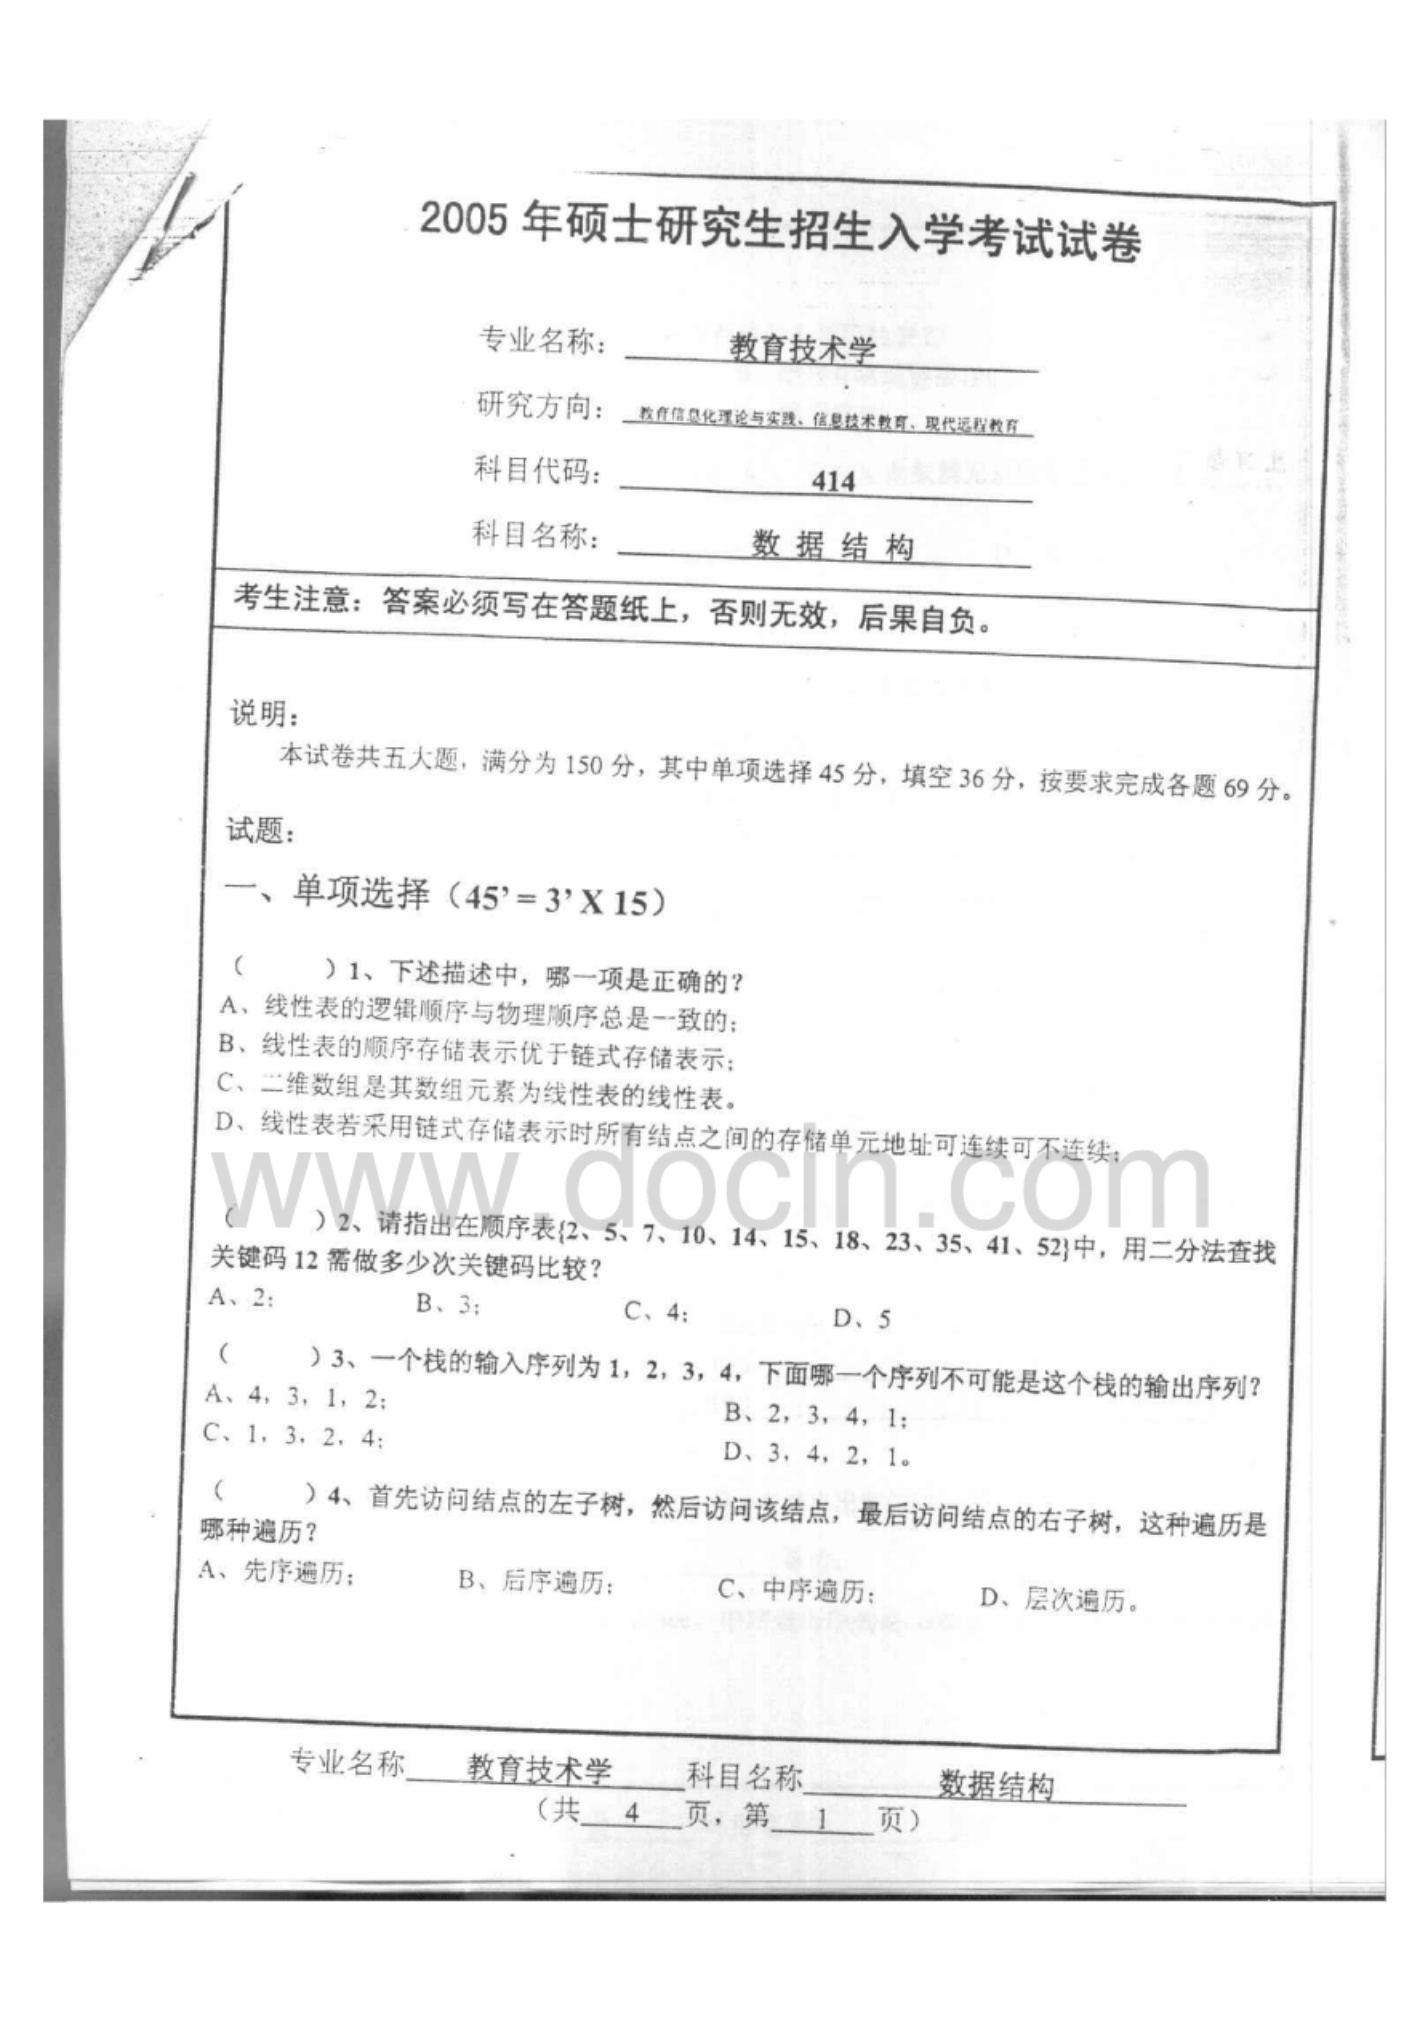 2005 年硕士研究生招生入学考试试卷
专业名称： 教育技术学
研究方向： 教育信息化理论与实践、信息技术教育、现代远程教育
科目代码： 414
科目名称： 数 据 结 构
考生注意：答案必须写在答题纸上，否则无效，后果自负。
说明：
本试卷共五大题，满分为 150 分，其中单项选择 45 分，填空 36 分，按要求完成各题 69 分。
试题：
一、单项选择（45’ = 3’ X 15）
（ ）1、下述描述中，哪一项是正确的？
A、线性表的逻辑顺序与物理顺序总是一致的；
B、线性表的顺序存储表示优于链式存储表示；
C、二维数组是其数组元素为线性表的线性表。
D、线性表若采用链式存储表示时所有结点之间的存储单元地址可连续可不连续；
www.docin.com
（ ）2、请指出在顺序表{2、5、7、10、14、15、18、23、35、41、52}中，用二分法查找
关键码 12 需做多少次关键码比较？
A、2； B、3； C、4； D、5
（ ）3、一个栈的输入序列为 1，2，3，4，下面哪一个序列不可能是这个栈的输出序列？
A、4，3，1，2； B、2，3，4，1；
C、1，3，2，4； D、3，4，2，1。
（ ）4、首先访问结点的左子树，然后访问该结点，最后访问结点的右子树，这种遍历是
哪种遍历？
A、先序遍历； B、后序遍历； C、中序遍历； D、层次遍历。
专业名称 教育技术学 科目名称 数据结构
（共 4 页，第 1 页）